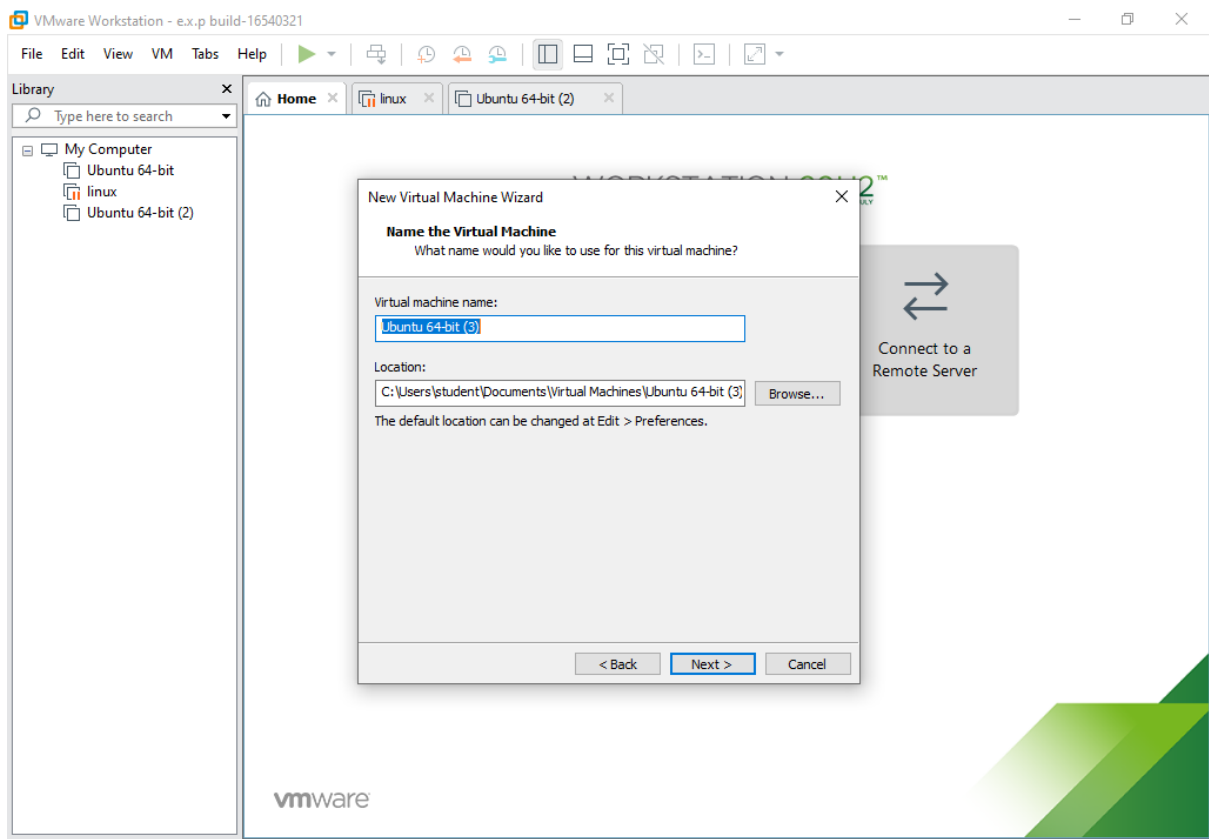 VMware Workstation - e.x.p build-16540321
File Edit View VM Tabs Help
Library
Type here to search
My Computer
Ubuntu 64-bit
linux
Ubuntu 64-bit (2)
Home
linux
Ubuntu 64-bit (2)
New Virtual Machine Wizard
Name the Virtual Machine
What name would you like to use for this virtual machine?
Virtual machine name:
Ubuntu 64-bit (3)
Location:
C:\Users\student\Documents\Virtual Machines\Ubuntu 64-bit (3)
Browse...
The default location can be changed at Edit > Preferences.
< Back Next > Cancel
Connect to a
Remote Server
vmware